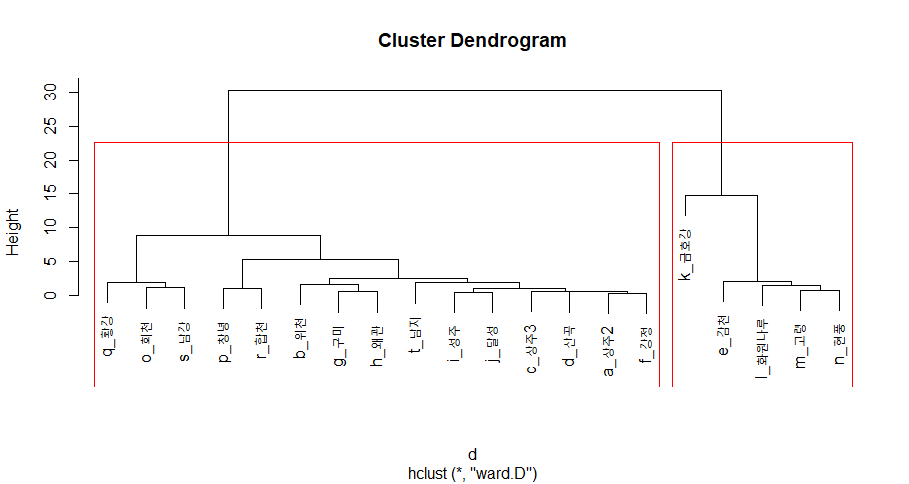 Cluster Dendrogram
Height
0
5
10
15
20
25
30
q_황강
o_회천
s_남강
p_창녕
r_합천
b_위천
g_구미
h_왜관
t_남지
i_성주
j_달성
c_상주3
d_산곡
a_상주2
f_강정
k_금호강
e_김천
l_화원나루
m_고령
n_현풍
d
hclust (*, "ward.D")